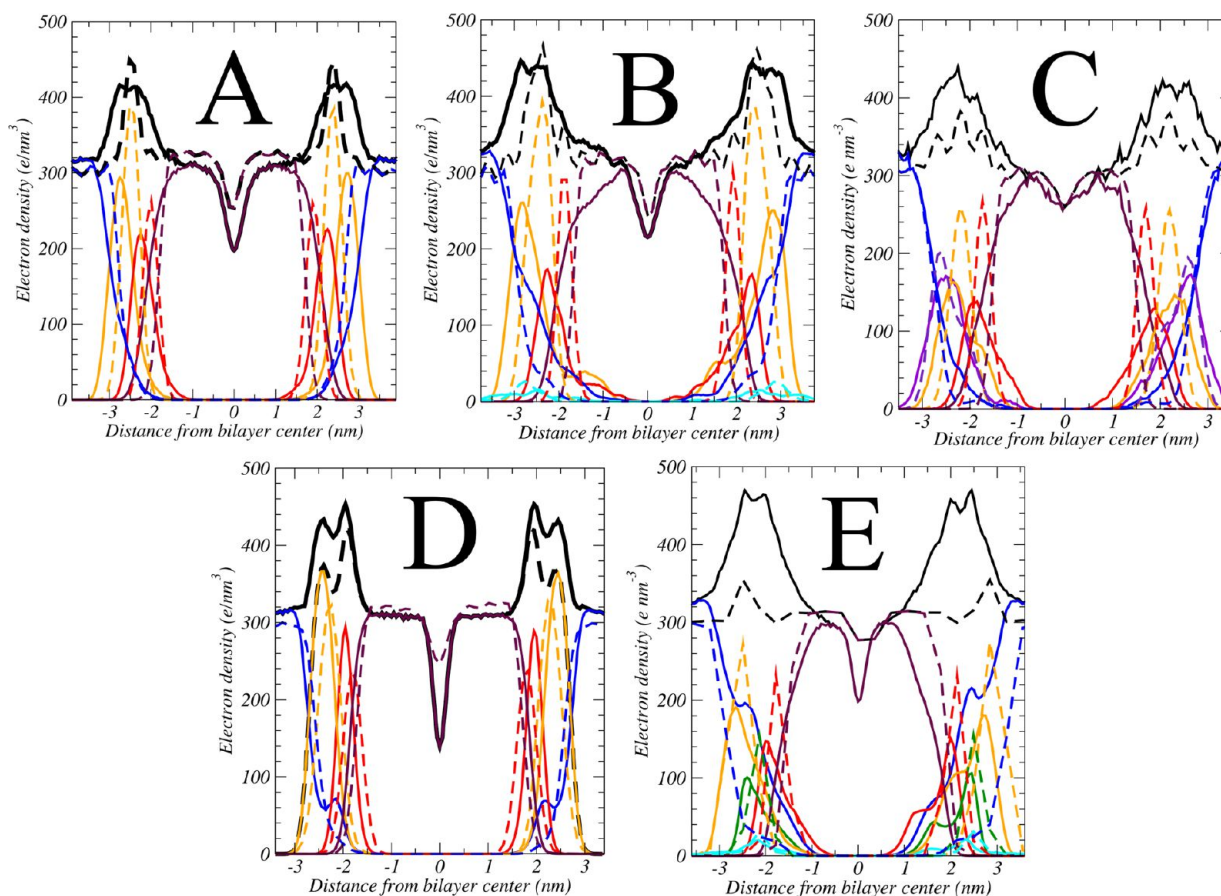 A
Electron density (e/nm³)
500
400
300
200
100
0
-3 -2 -1 0 1 2 3
Distance from bilayer center (nm)
B
Electron density (e/nm³)
500
400
300
200
100
0
-3 -2 -1 0 1 2 3
Distance from bilayer center (nm)
C
Electron density (e nm⁻³)
500
400
300
200
100
0
-3 -2 -1 0 1 2 3
Distance from bilayer center (nm)
D
Electron density (e/nm³)
500
400
300
200
100
0
-3 -2 -1 0 1 2 3
Distance from bilayer center (nm)
E
Electron density (e nm⁻³)
500
400
300
200
100
0
-3 -2 -1 0 1 2 3
Distance from bilayer center (nm)